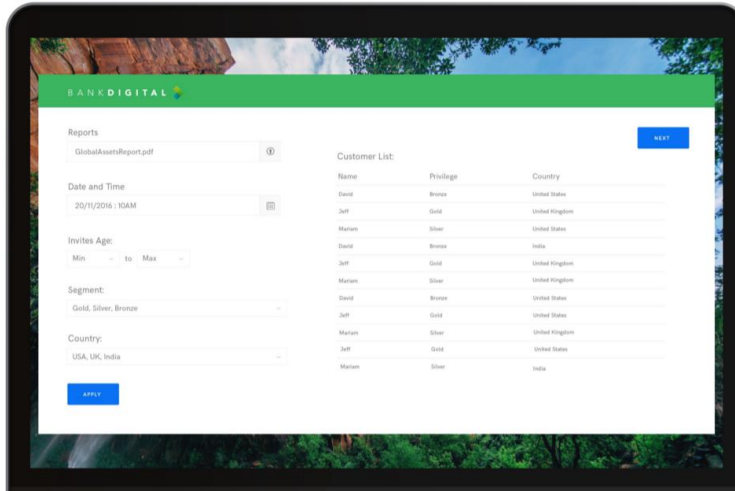 BANKDIGITAL
Reports
GlobalAssetsReport.pdf
Date and Time
20/11/2016 : 10AM
Invites Age:
Min to Max
Segment:
Gold, Silver, Bronze
Country:
USA, UK, India
APPLY
NEXT
Customer List:
Name Privilege Country
David Bronze United States
Jeff Gold United Kingdom
Mariam Silver United States
David Bronze India
Jeff Gold United Kingdom
Mariam Silver United Kingdom
David Bronze United States
Jeff Gold United States
Mariam Silver United Kingdom
Jeff Gold United States
Mariam Silver India